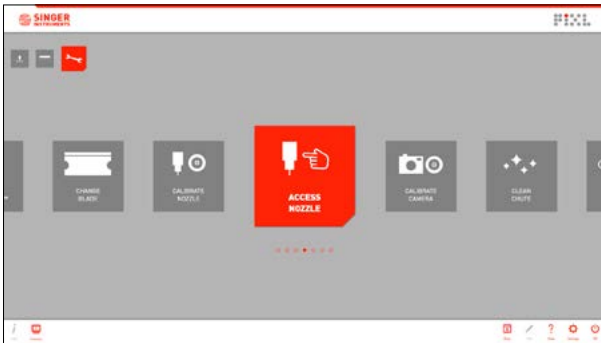 SINGER
INSTRUMENTS
PIXL
CHANGE
BLADE
CALIBRATE
NOZZLE
ACCESS
NOZZLE
CALIBRATE
CAMERA
CLEAN
CHUTE